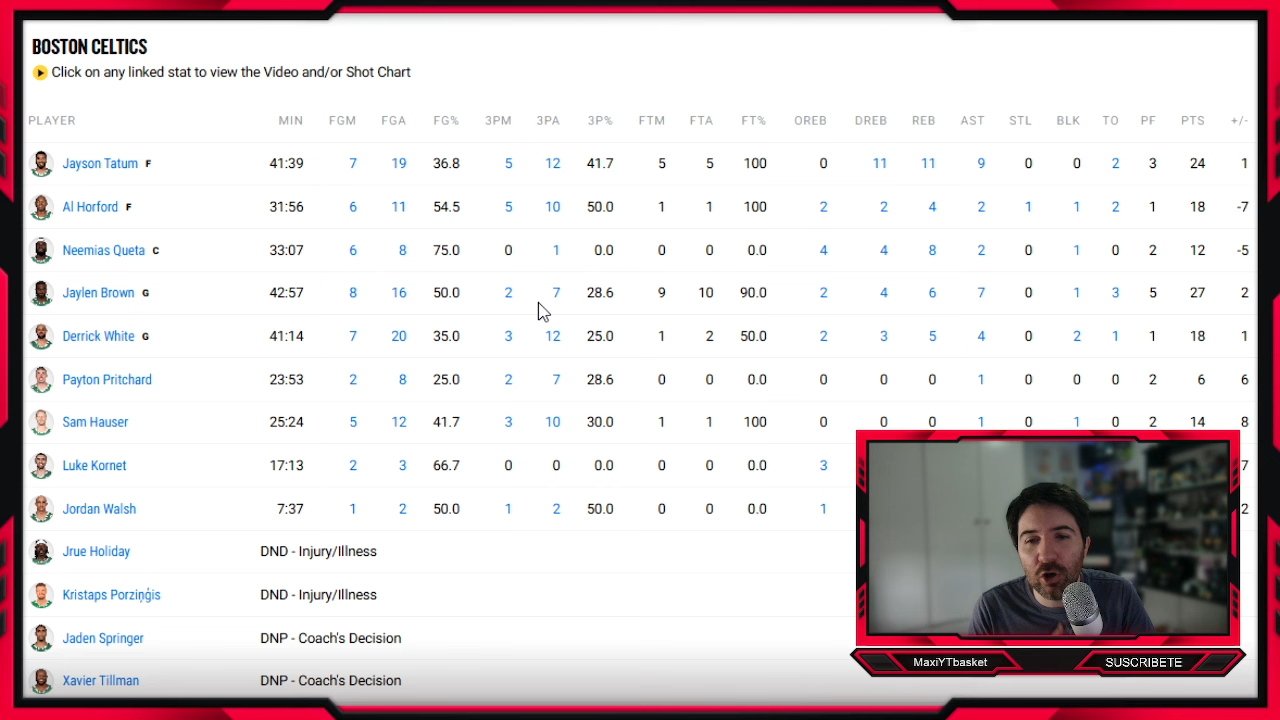 BOSTON CELTICS
Click on any linked stat to view the Video and/or Shot Chart
PLAYER MIN FGM FGA FG% 3PM 3PA 3P% FTM FTA FT% OREB DREB REB AST STL BLK TO PF PTS +/-
Jayson Tatum F 41:39 7 19 36.8 5 12 41.7 5 5 100 0 11 11 9 0 0 2 3 24 1
Al Horford F 31:56 6 11 54.5 5 10 50.0 1 1 100 2 2 4 2 1 1 2 1 18 -7
Neemias Queta C 33:07 6 8 75.0 0 1 0.0 0 0 0.0 4 4 8 2 0 1 0 2 12 -5
Jaylen Brown G 42:57 8 16 50.0 2 7 28.6 9 10 90.0 2 4 6 7 0 1 3 5 27 2
Derrick White G 41:14 7 20 35.0 3 12 25.0 1 2 50.0 2 3 5 4 0 2 1 1 18 1
Payton Pritchard 23:53 2 8 25.0 2 7 28.6 0 0 0.0 0 0 0 1 0 0 0 2 6 6
Sam Hauser 25:24 5 12 41.7 3 10 30.0 1 1 100 0 0 0 1 0 1 0 2 14 8
Luke Kornet 17:13 2 3 66.7 0 0 0.0 0 0 0.0 3 7
Jordan Walsh 7:37 1 2 50.0 1 2 50.0 0 0 0.0 1 2
Jrue Holiday DND - Injury/Illness
Kristaps Porziņģis DND - Injury/Illness
Jaden Springer DNP - Coach's Decision
Xavier Tillman DNP - Coach's Decision
MaxiYTbasket SUSCRIBETE